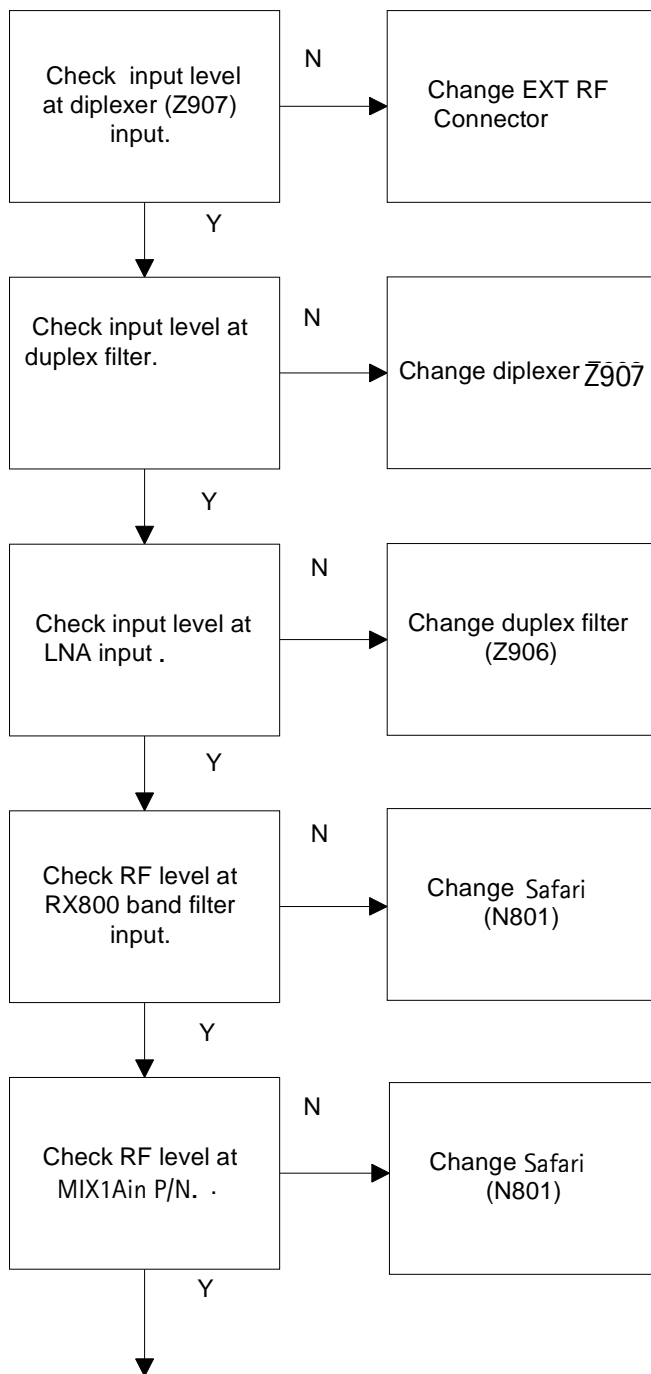 Check input level
at diplexer (Z907)
input.
N
Change EXT RF
Connector
Y
Check input level at
duplex filter.
N
Change diplexer Z907
Y
Check input level at
LNA input .
N
Change duplex filter
(Z906)
Y
Check RF level at
RX800 band filter
input.
N
Change Safari
(N801)
Y
Check RF level at
MIX1Ain P/N. .
N
Change Safari
(N801)
Y